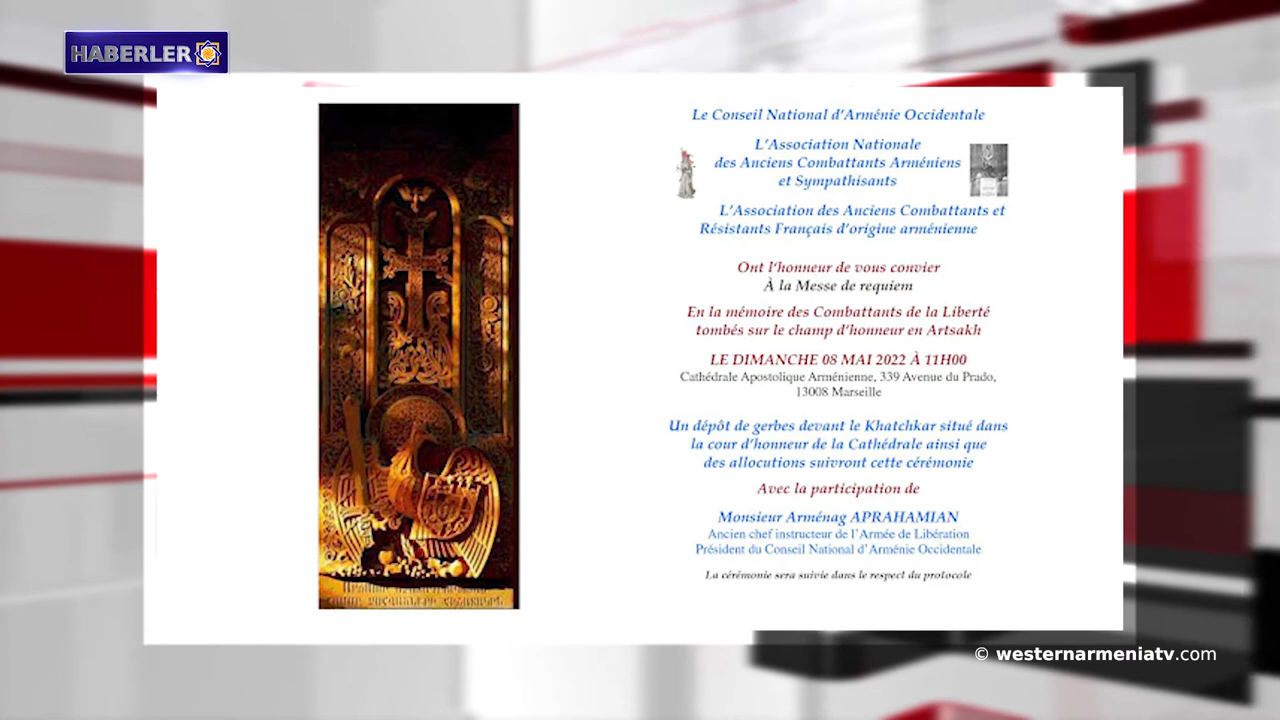 HABERLER
Le Conseil National d'Arménie Occidentale
L'Association Nationale
des Anciens Combattants Arméniens
et Sympathisants
L'Association des Anciens Combattants et
Résistants Français d'origine arménienne
Ont l'honneur de vous convier
À la Messe de requiem
En la mémoire des Combattants de la Liberté
tombés sur le champ d'honneur en Artsakh
LE DIMANCHE 08 MAI 2022 À 11H00
Cathédrale Apostolique Arménienne, 339 Avenue du Prado,
13008 Marseille
Un dépôt de gerbes devant le Khatchkar situé dans
la cour d'honneur de la Cathédrale ainsi que
des allocutions suivront cette cérémonie
Avec la participation de
Monsieur Arménag APRAHAMIAN
Ancien chef instructeur de l'Armée de Libération
Président du Conseil National d'Arménie Occidentale
La cérémonie sera suivie dans le respect du protocole
© westernarmeniatv.com